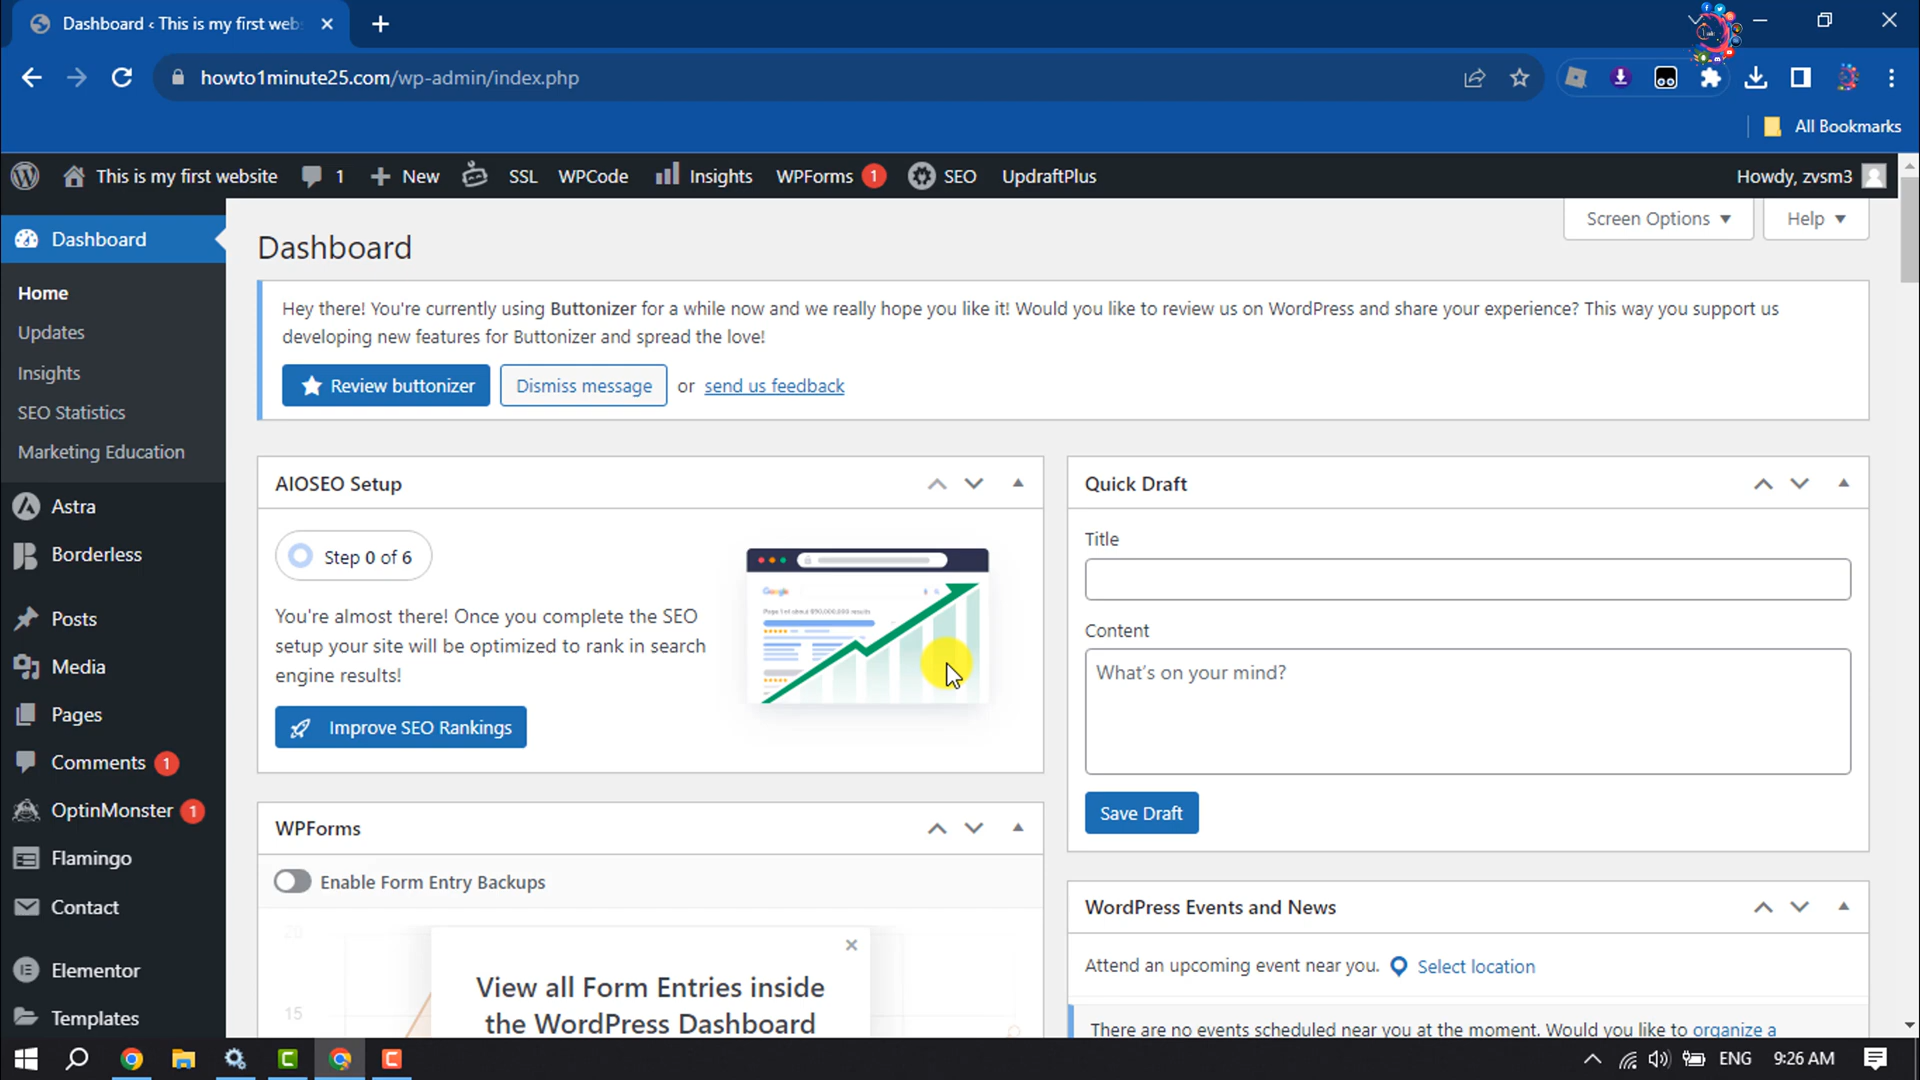 Dashboard ‹ This is my first web
howto1minute25.com/wp-admin/index.php
All Bookmarks
This is my first website
1
New
SSL
WPCode
Insights
WPForms 1
SEO
UpdraftPlus
Howdy, zvsm3
Dashboard
Home
Updates
Insights
SEO Statistics
Marketing Education
Astra
Borderless
Posts
Media
Pages
Comments 1
OptinMonster 1
Flamingo
Contact
Elementor
Templates
Screen Options
Help
Dashboard
Hey there! You're currently using Buttonizer for a while now and we really hope you like it! Would you like to review us on WordPress and share your experience? This way you support us
developing new features for Buttonizer and spread the love!
Review buttonizer
Dismiss message
or
send us feedback
AIOSEO Setup
Step 0 of 6
You're almost there! Once you complete the SEO
setup your site will be optimized to rank in search
engine results!
Improve SEO Rankings
Google
WPForms
Enable Form Entry Backups
20
15
View all Form Entries inside
the WordPress Dashboard
Quick Draft
Title
Content
What's on your mind?
Save Draft
WordPress Events and News
Attend an upcoming event near you.
Select location
There are no events scheduled near you at the moment. Would you like to organize a
ENG
9:26 AM